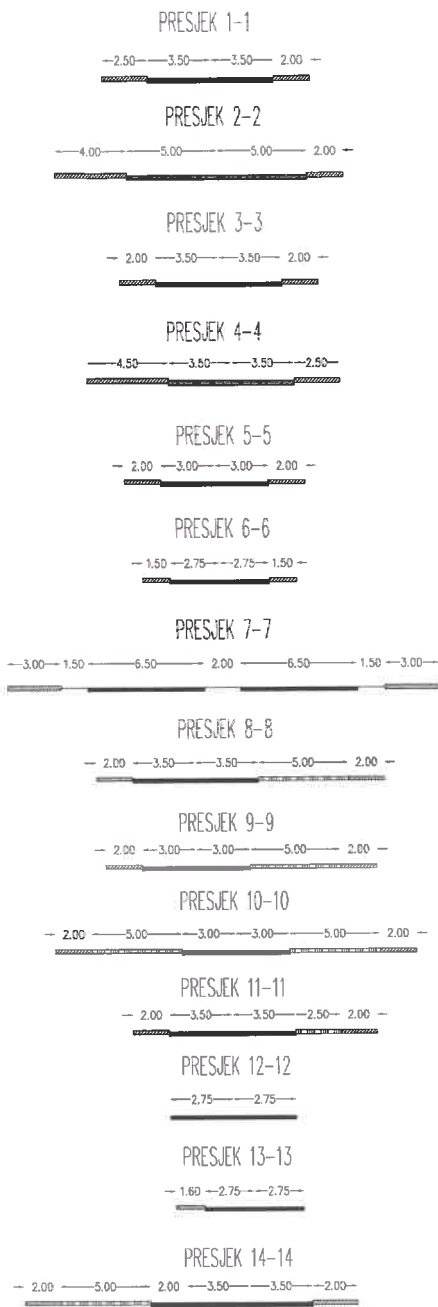 PRESJEK 1-1
2.50 3.50 3.50 2.00
PRESJEK 2-2
4.00 5.00 5.00 2.00
PRESJEK 3-3
2.00 3.50 3.50 2.00
PRESJEK 4-4
4.50 3.50 3.50 2.50
PRESJEK 5-5
2.00 3.00 3.00 2.00
PRESJEK 6-6
1.50 2.75 2.75 1.50
PRESJEK 7-7
3.00 1.50 6.50 2.00 6.50 1.50 3.00
PRESJEK 8-8
2.00 3.50 3.50 5.00 2.00
PRESJEK 9-9
2.00 3.00 3.00 5.00 2.00
PRESJEK 10-10
2.00 5.00 3.00 3.00 5.00 2.00
PRESJEK 11-11
2.00 3.50 3.50 2.50 2.00
PRESJEK 12-12
2.75 2.75
PRESJEK 13-13
1.60 2.75 2.75
PRESJEK 14-14
2.00 5.00 2.00 3.50 3.50 2.00